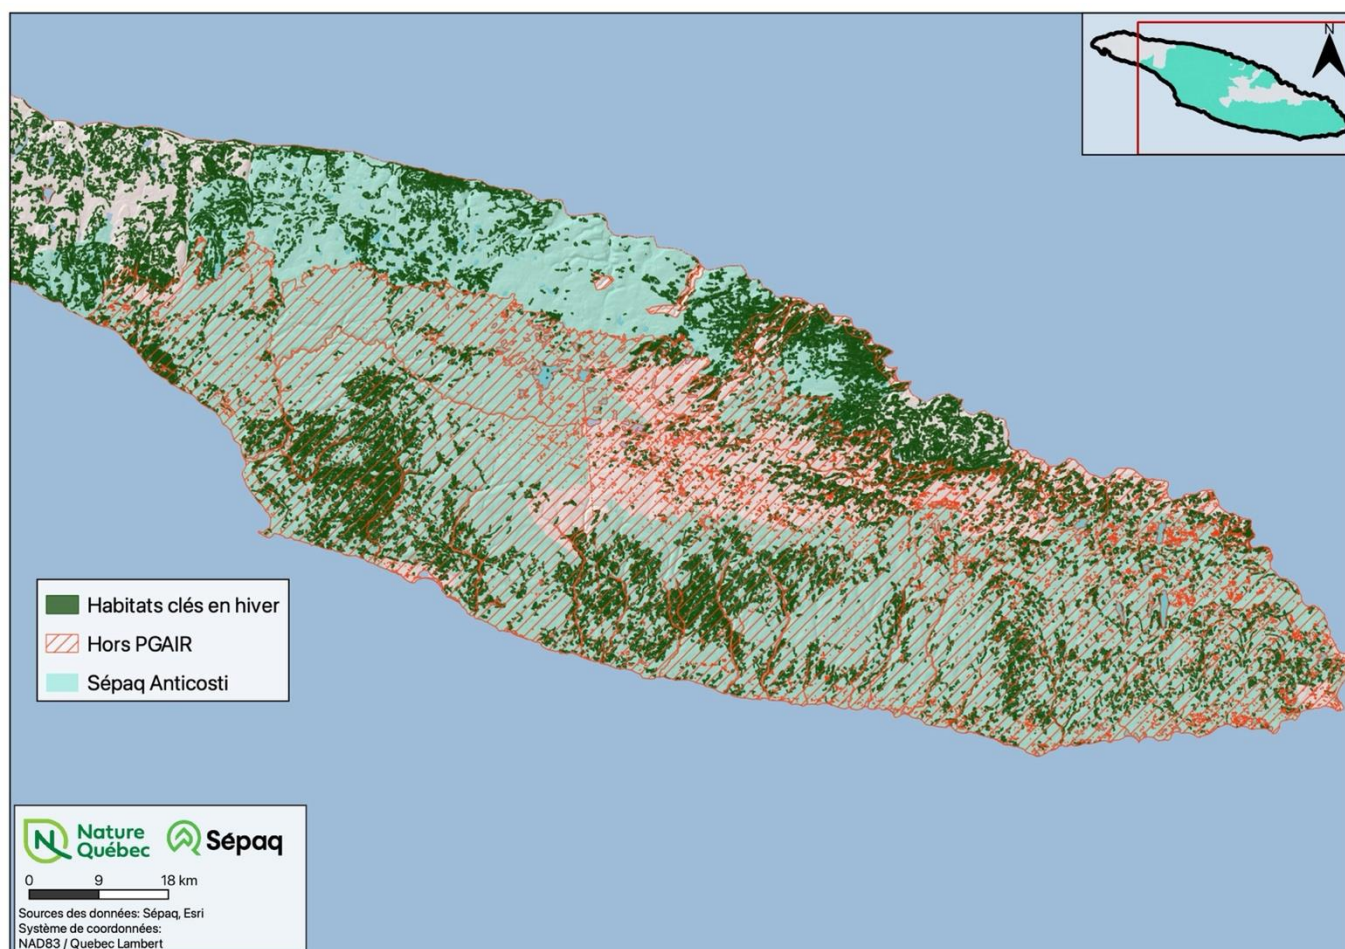 N
Habitats clés en hiver
Hors PGAIR
Sépaq Anticosti
Nature
Québec
Sépaq
0 9 18 km
Sources des données: Sépaq, Esri
Système de coordonnées:
NAD83 / Quebec Lambert